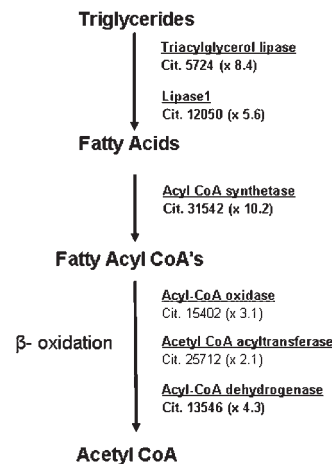 Triglycerides
Triacylglycerol lipase
Cit. 5724 (x 8.4)
Lipase1
Cit. 12050 (x 5.6)
Fatty Acids
Acyl CoA synthetase
Cit. 31542 (x 10.2)
Fatty Acyl CoA's
Acyl-CoA oxidase
Cit. 15402 (x 3.1)
β- oxidation
Acetyl CoA acyltransferase
Cit. 25712 (x 2.1)
Acyl-CoA dehydrogenase
Cit. 13546 (x 4.3)
Acetyl CoA